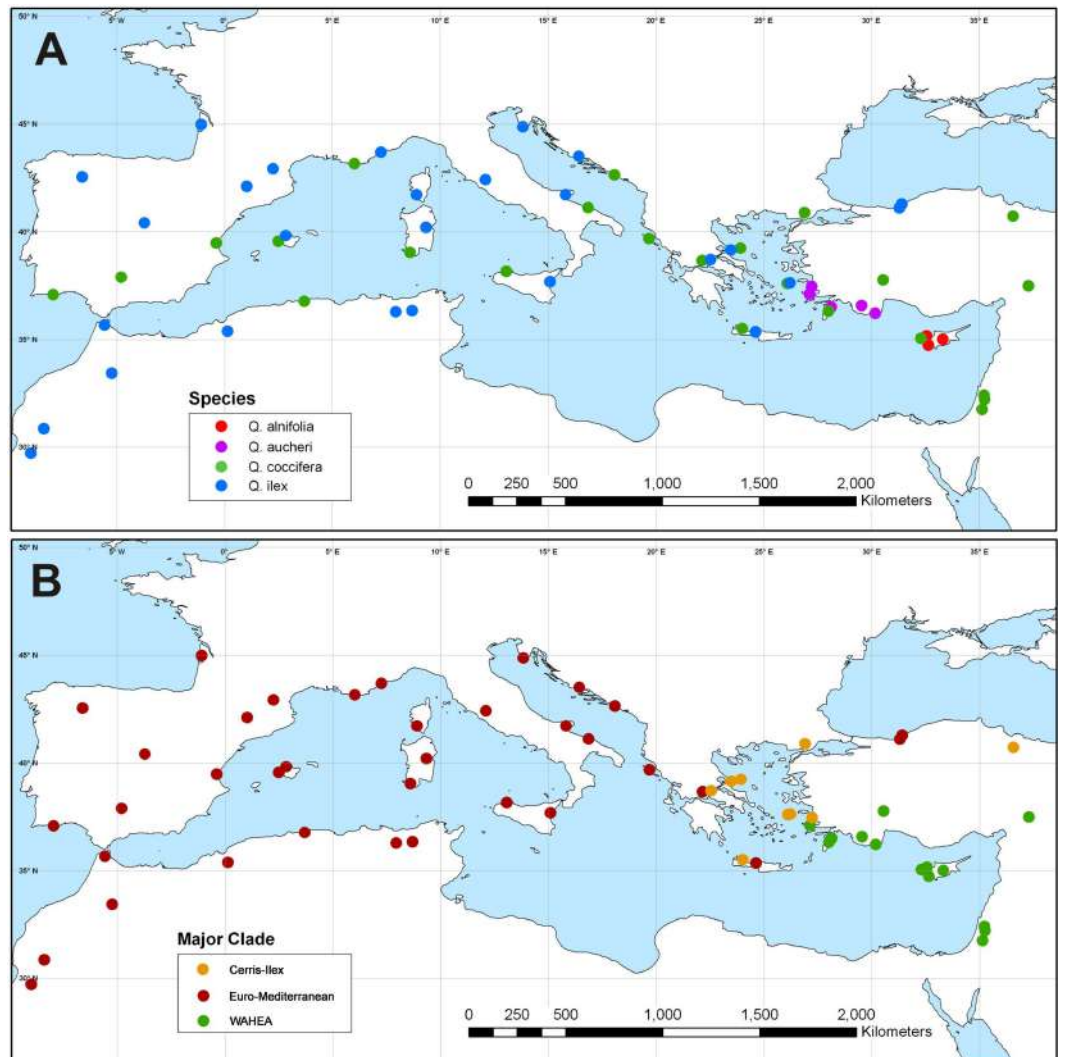 A
5° W 0° 5° E 10° E 15° E 20° E 25° E 30° E 35° E
50° N
45° N
40° N
35° N
30° N
Species
Q. alnifolia
Q. aucheri
Q. coccifera
Q. ilex
0 250 500 1,000 1,500 2,000
Kilometers
B
5° W 0° 5° E 10° E 15° E 20° E 25° E 30° E 35° E
50° N
45° N
40° N
35° N
30° N
Major Clade
Cerris-Ilex
Euro-Mediterranean
WAHEA
0 250 500 1,000 1,500 2,000
Kilometers